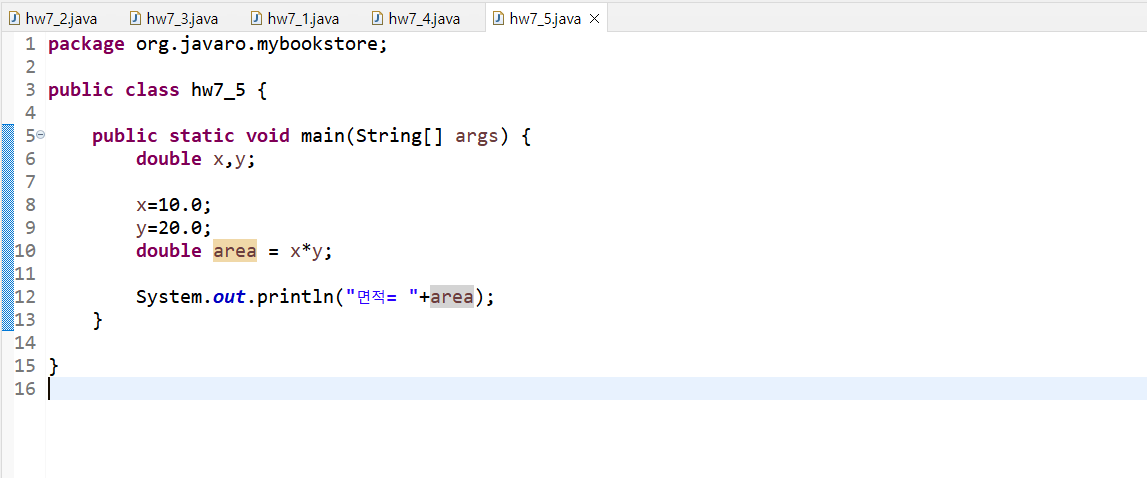 hw7_2.java hw7_3.java hw7_1.java hw7_4.java hw7_5.java
1 package org.javaro.mybookstore;
2
3 public class hw7_5 {
4
5 public static void main(String[] args) {
6 double x,y;
7
8 x=10.0;
9 y=20.0;
10 double area = x*y;
11
12 System.out.println("면적= "+area);
13 }
14
15 }
16